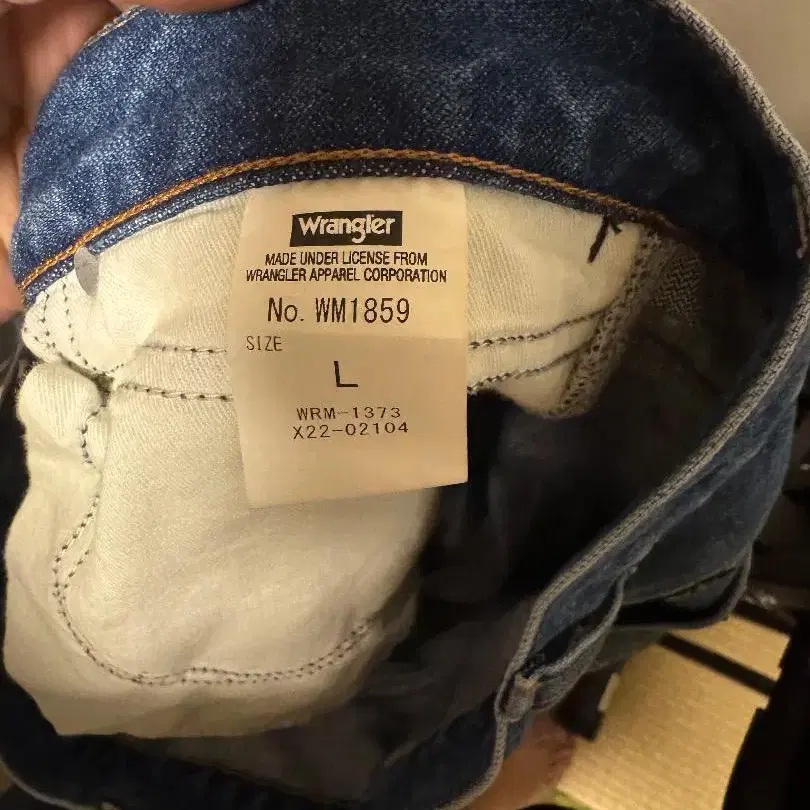 Wrangler
MADE UNDER LICENSE FROM
WRANGLER APPAREL CORPORATION
No. WM1859
SIZE
L
WRM-1373
X22-02104